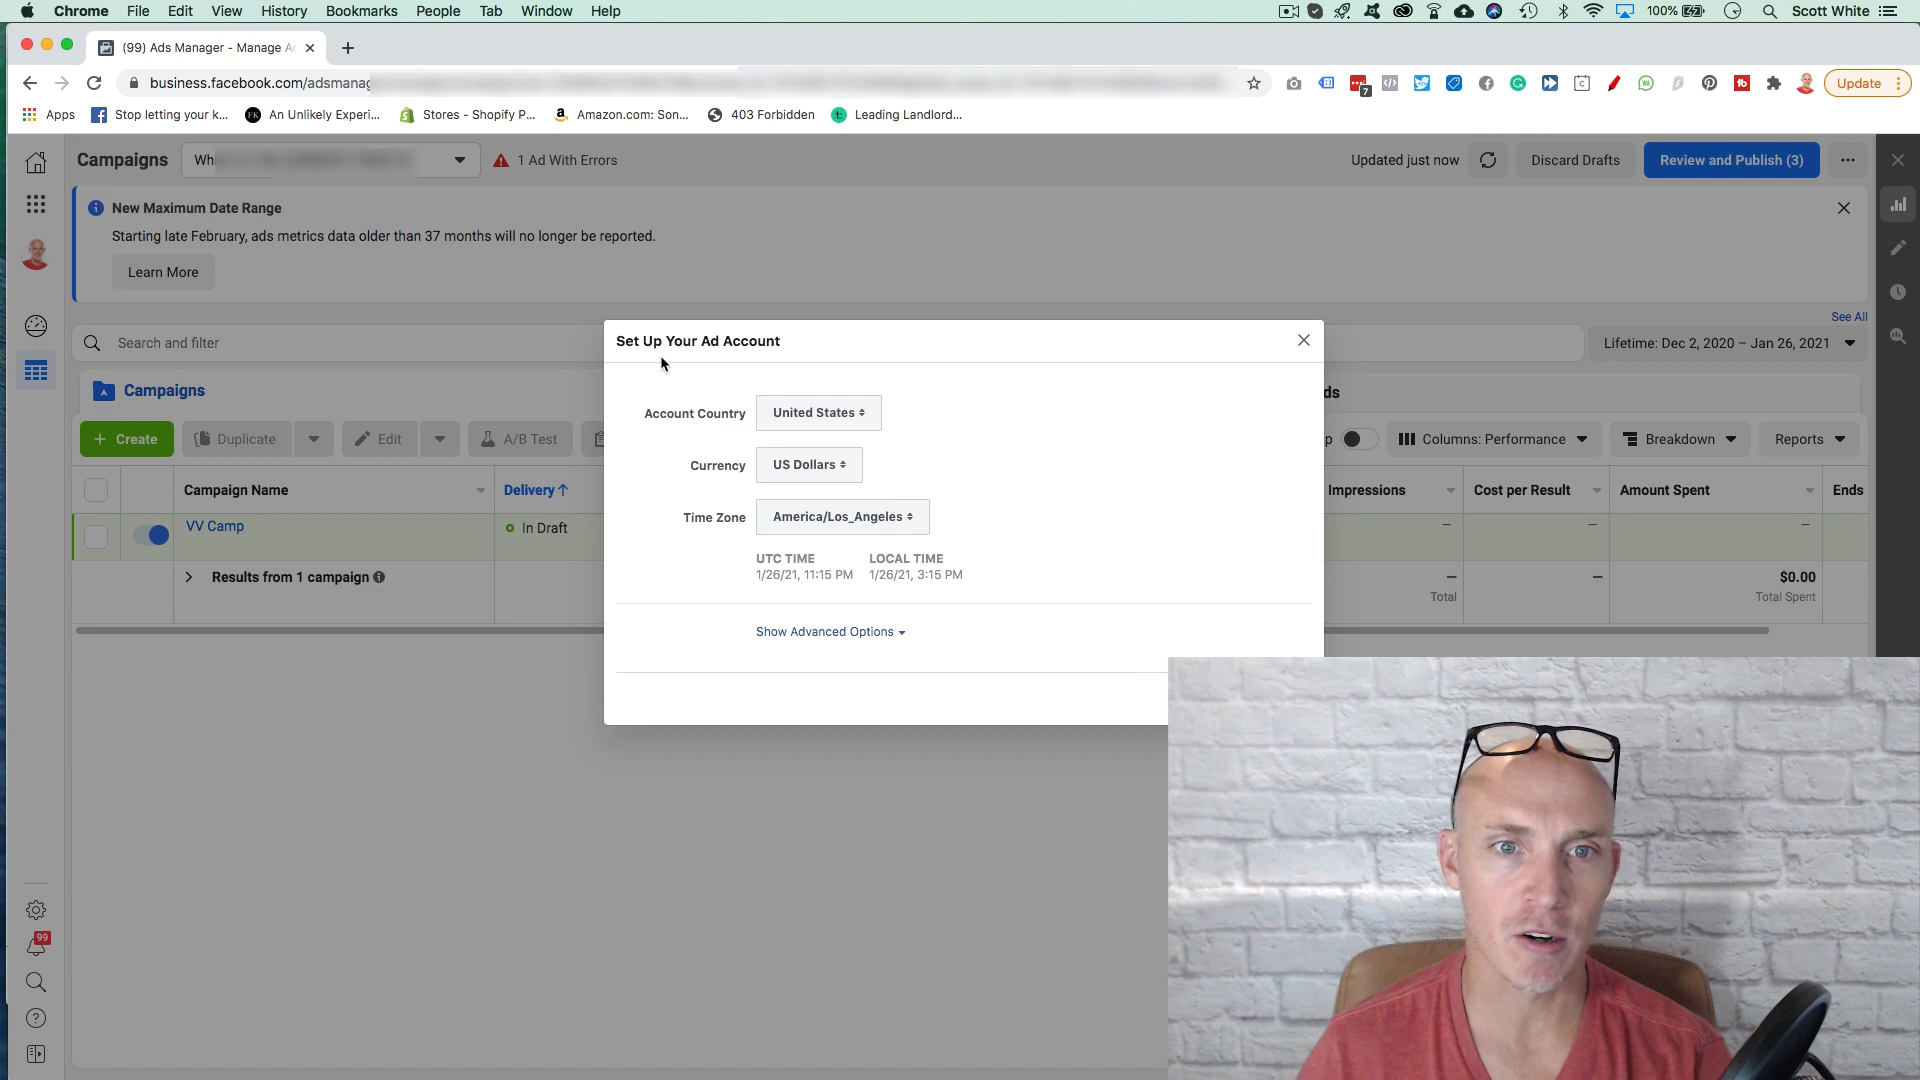 Chrome File Edit View History Bookmarks People Tab Window Help 100% Scott White
(99) Ads Manager - Manage A
business.facebook.com/adsmanag
7
Update
Apps Stop letting your k... An Unlikely Experi... Stores - Shopify P... Amazon.com: Son... 403 Forbidden Leading Landlord...
Campaigns Wh 1 Ad With Errors Updated just now Discard Drafts Review and Publish (3)
New Maximum Date Range
Starting late February, ads metrics data older than 37 months will no longer be reported.
Learn More
See All
Search and filter Lifetime: Dec 2, 2020 – Jan 26, 2021
Set Up Your Ad Account
Campaigns
ds
Create Duplicate Edit A/B Test
p Columns: Performance Breakdown Reports
Campaign Name Delivery Impressions Cost per Result Amount Spent Ends
VV Camp In Draft — — —
Results from 1 campaign — — $0.00
Total Total Spent
Account Country United States
Currency US Dollars
Time Zone America/Los_Angeles
UTC TIME LOCAL TIME
1/26/21, 11:15 PM 1/26/21, 3:15 PM
Show Advanced Options
99